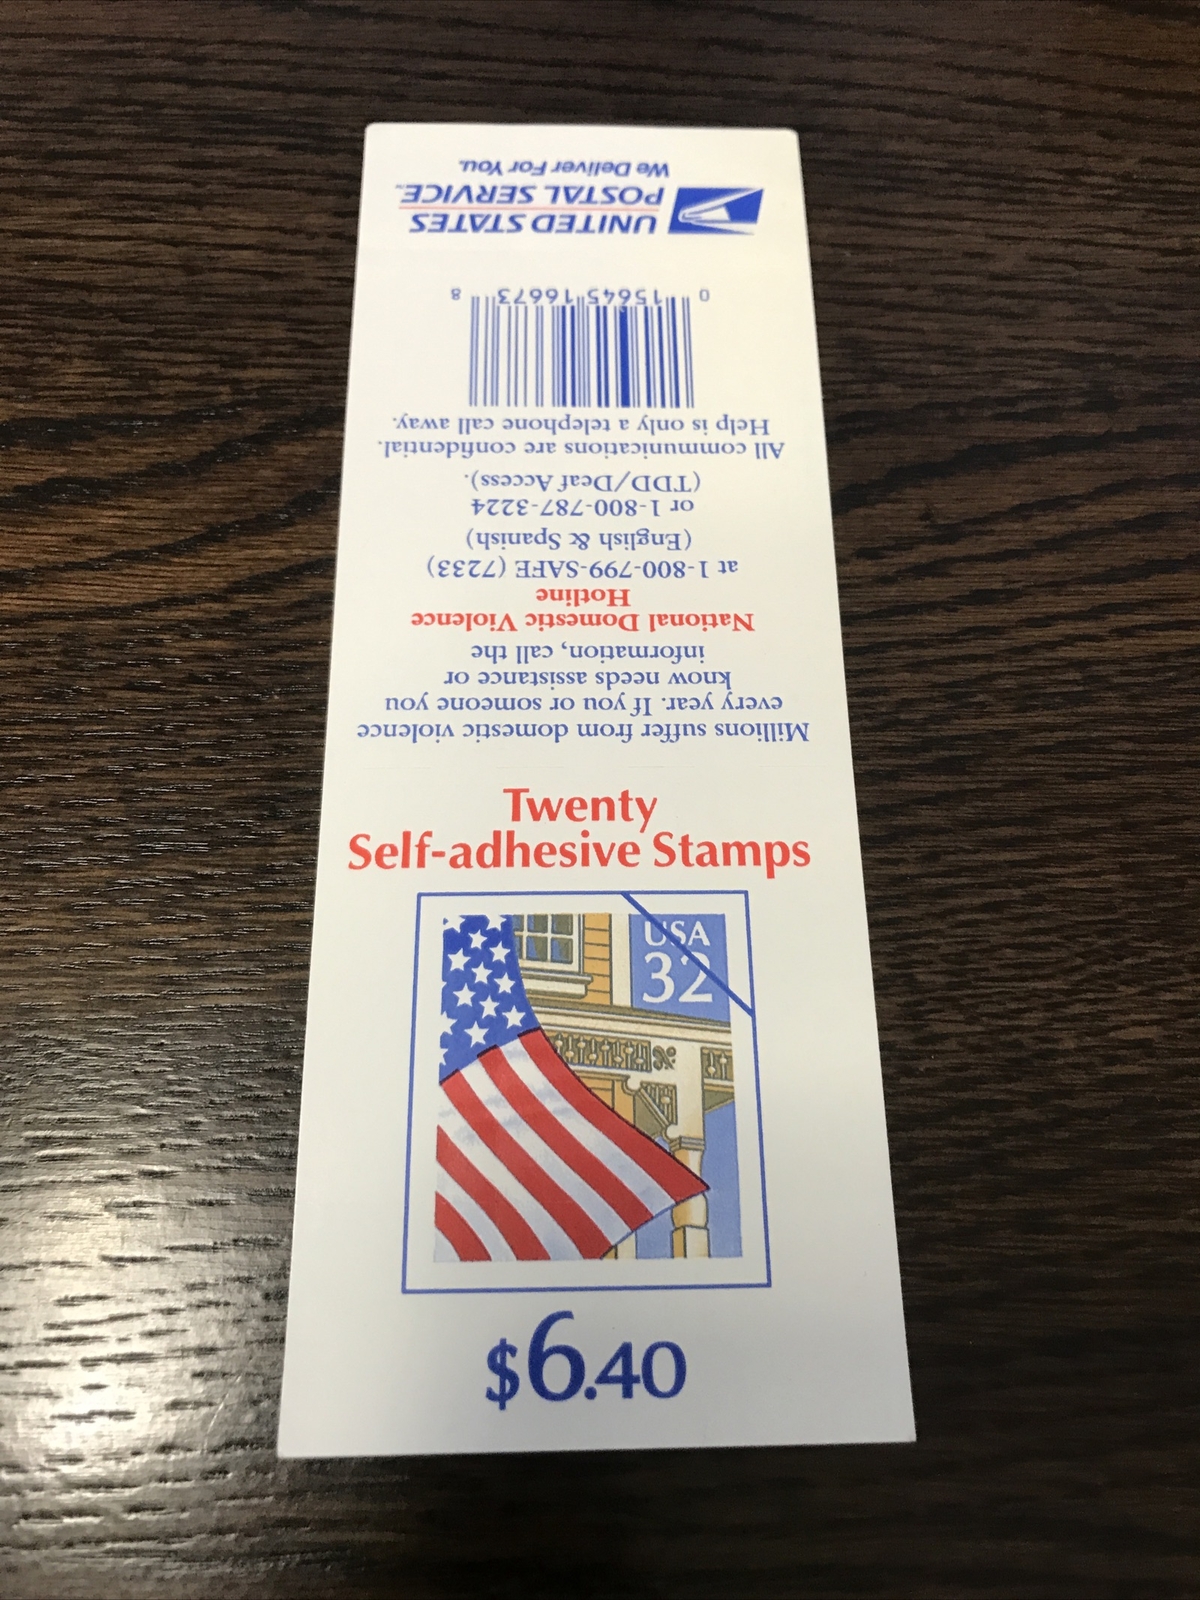 Twenty
Self-adhesive Stamps
USA
32
$6.40
Millions suffer from domestic violence
every year. If you or someone you
know needs assistance or
information, call the
National Domestic Violence
Hotline
at 1-800-799-SAFE (7233)
(English & Spanish)
or 1-800-787-3224
(TDD/Deaf Access).
All communications are confidential.
Help is only a telephone call away.
0 15645 16673 8
UNITED STATES
POSTAL SERVICE™
We Deliver For You.